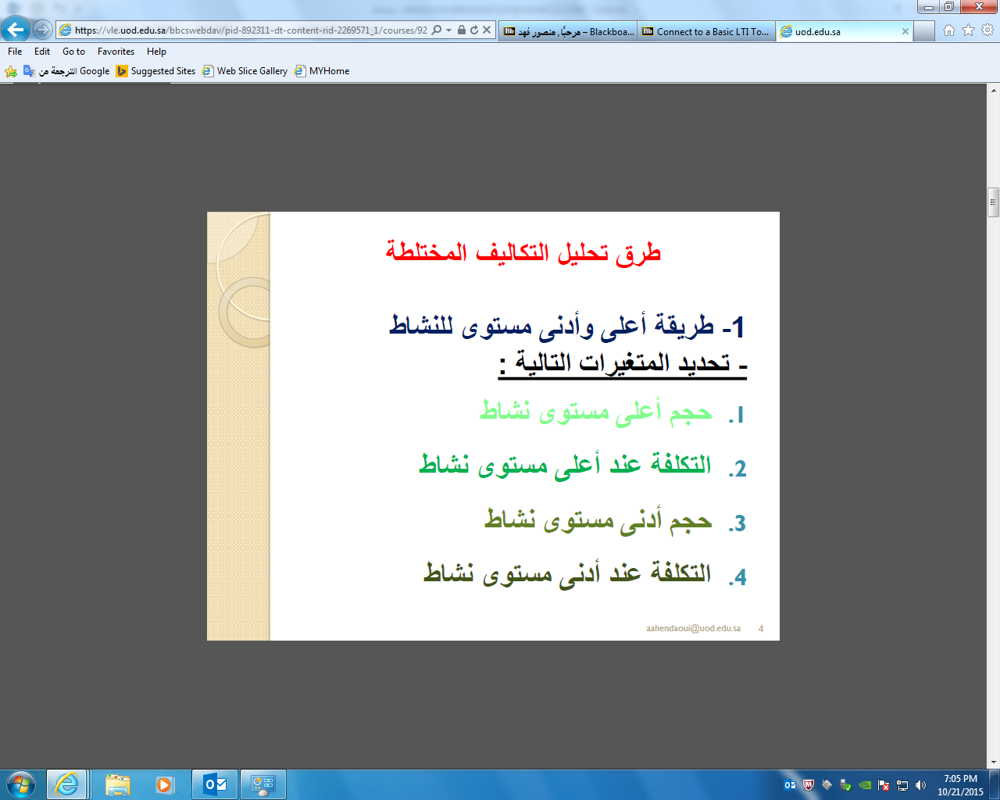 https://vle.uod.edu.sa/bbcswebdav/pid-892311-dt-content-rid-2269571_1/courses/92
مرحبًا, منصور فهد – Blackboa...
Connect to a Basic LTI To...
uod.edu.sa
File Edit Go to Favorites Help
الترجمة من Google
Suggested Sites
Web Slice Gallery
MYHome
طرق تحليل التكاليف المختلطة
1- طريقة أعلى وأدنى مستوى للنشاط
- تحديد المتغيرات التالية :
1. حجم أعلى مستوى نشاط
2. التكلفة عند أعلى مستوى نشاط
3. حجم أدنى مستوى نشاط
4. التكلفة عند أدنى مستوى نشاط
aahendaoui@uod.edu.sa 4
7:05 PM
10/21/2015